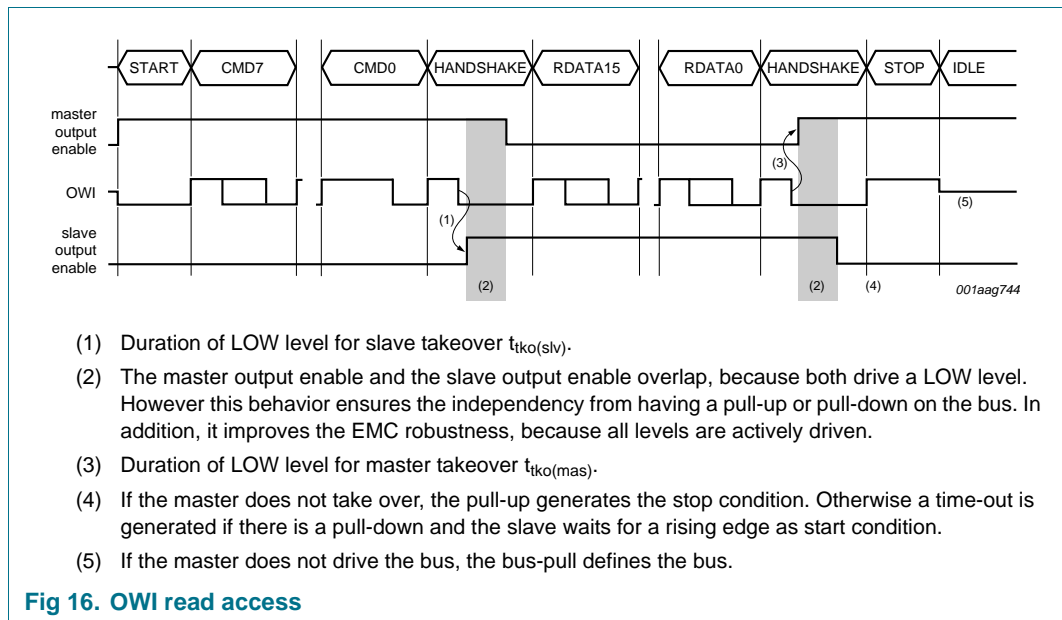 START CMD7 CMD0 HANDSHAKE RDATA15 RDATA0 HANDSHAKE STOP IDLE
master
output
enable
(3)
OWI
(1)
(5)
slave
output
enable
(2) (2) (4)
001aag744
(1) Duration of LOW level for slave takeover ttko(slv).
(2) The master output enable and the slave output enable overlap, because both drive a LOW level.
However this behavior ensures the independency from having a pull-up or pull-down on the bus. In
addition, it improves the EMC robustness, because all levels are actively driven.
(3) Duration of LOW level for master takeover ttko(mas).
(4) If the master does not take over, the pull-up generates the stop condition. Otherwise a time-out is
generated if there is a pull-down and the slave waits for a rising edge as start condition.
(5) If the master does not drive the bus, the bus-pull defines the bus.
Fig 16. OWI read access